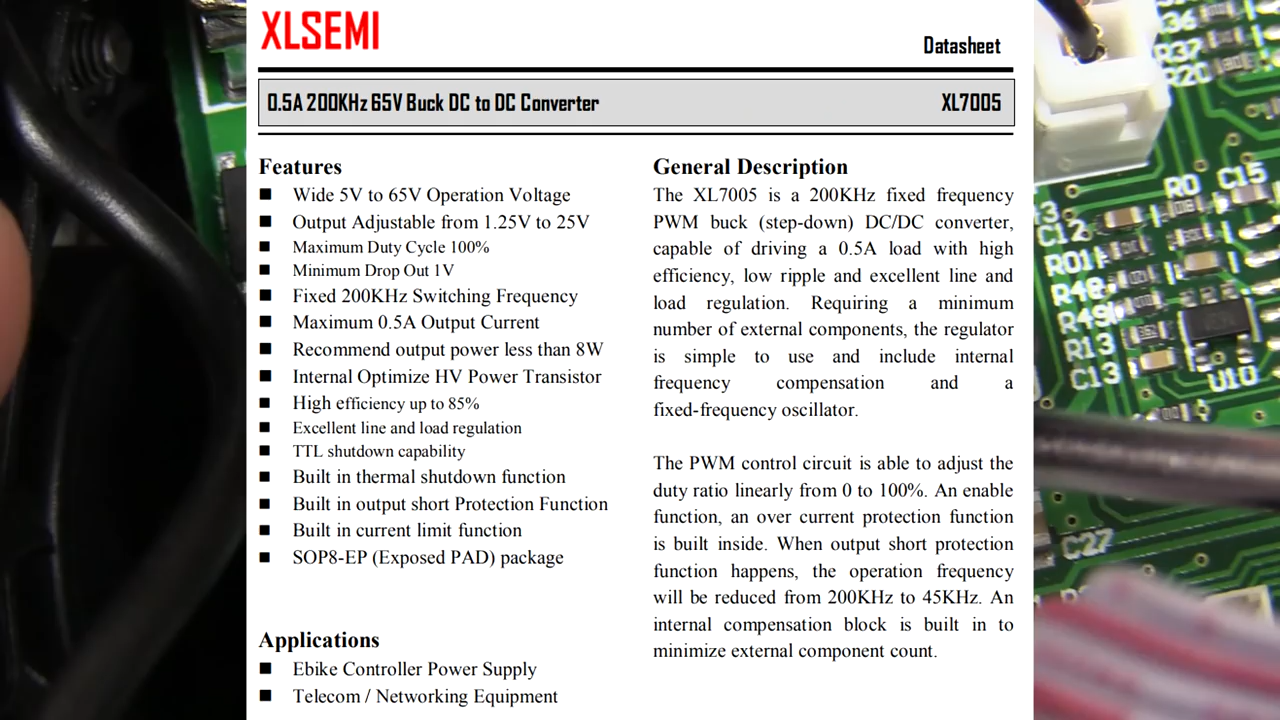 XLSEMI
Datasheet
0.5A 200KHz 65V Buck DC to DC Converter XL7005
Features
■ Wide 5V to 65V Operation Voltage
■ Output Adjustable from 1.25V to 25V
■ Maximum Duty Cycle 100%
■ Minimum Drop Out 1V
■ Fixed 200KHz Switching Frequency
■ Maximum 0.5A Output Current
■ Recommend output power less than 8W
■ Internal Optimize HV Power Transistor
■ High efficiency up to 85%
■ Excellent line and load regulation
■ TTL shutdown capability
■ Built in thermal shutdown function
■ Built in output short Protection Function
■ Built in current limit function
■ SOP8-EP (Exposed PAD) package
Applications
■ Ebike Controller Power Supply
■ Telecom / Networking Equipment
General Description
The XL7005 is a 200KHz fixed frequency
PWM buck (step-down) DC/DC converter,
capable of driving a 0.5A load with high
efficiency, low ripple and excellent line and
load regulation. Requiring a minimum
number of external components, the regulator
is simple to use and include internal
frequency compensation and a
fixed-frequency oscillator.
The PWM control circuit is able to adjust the
duty ratio linearly from 0 to 100%. An enable
function, an over current protection function
is built inside. When output short protection
function happens, the operation frequency
will be reduced from 200KHz to 45KHz. An
internal compensation block is built in to
minimize external component count.
R37
R20
R0 C15
C12
R01
R48
R49
R13
C13
U10
C27